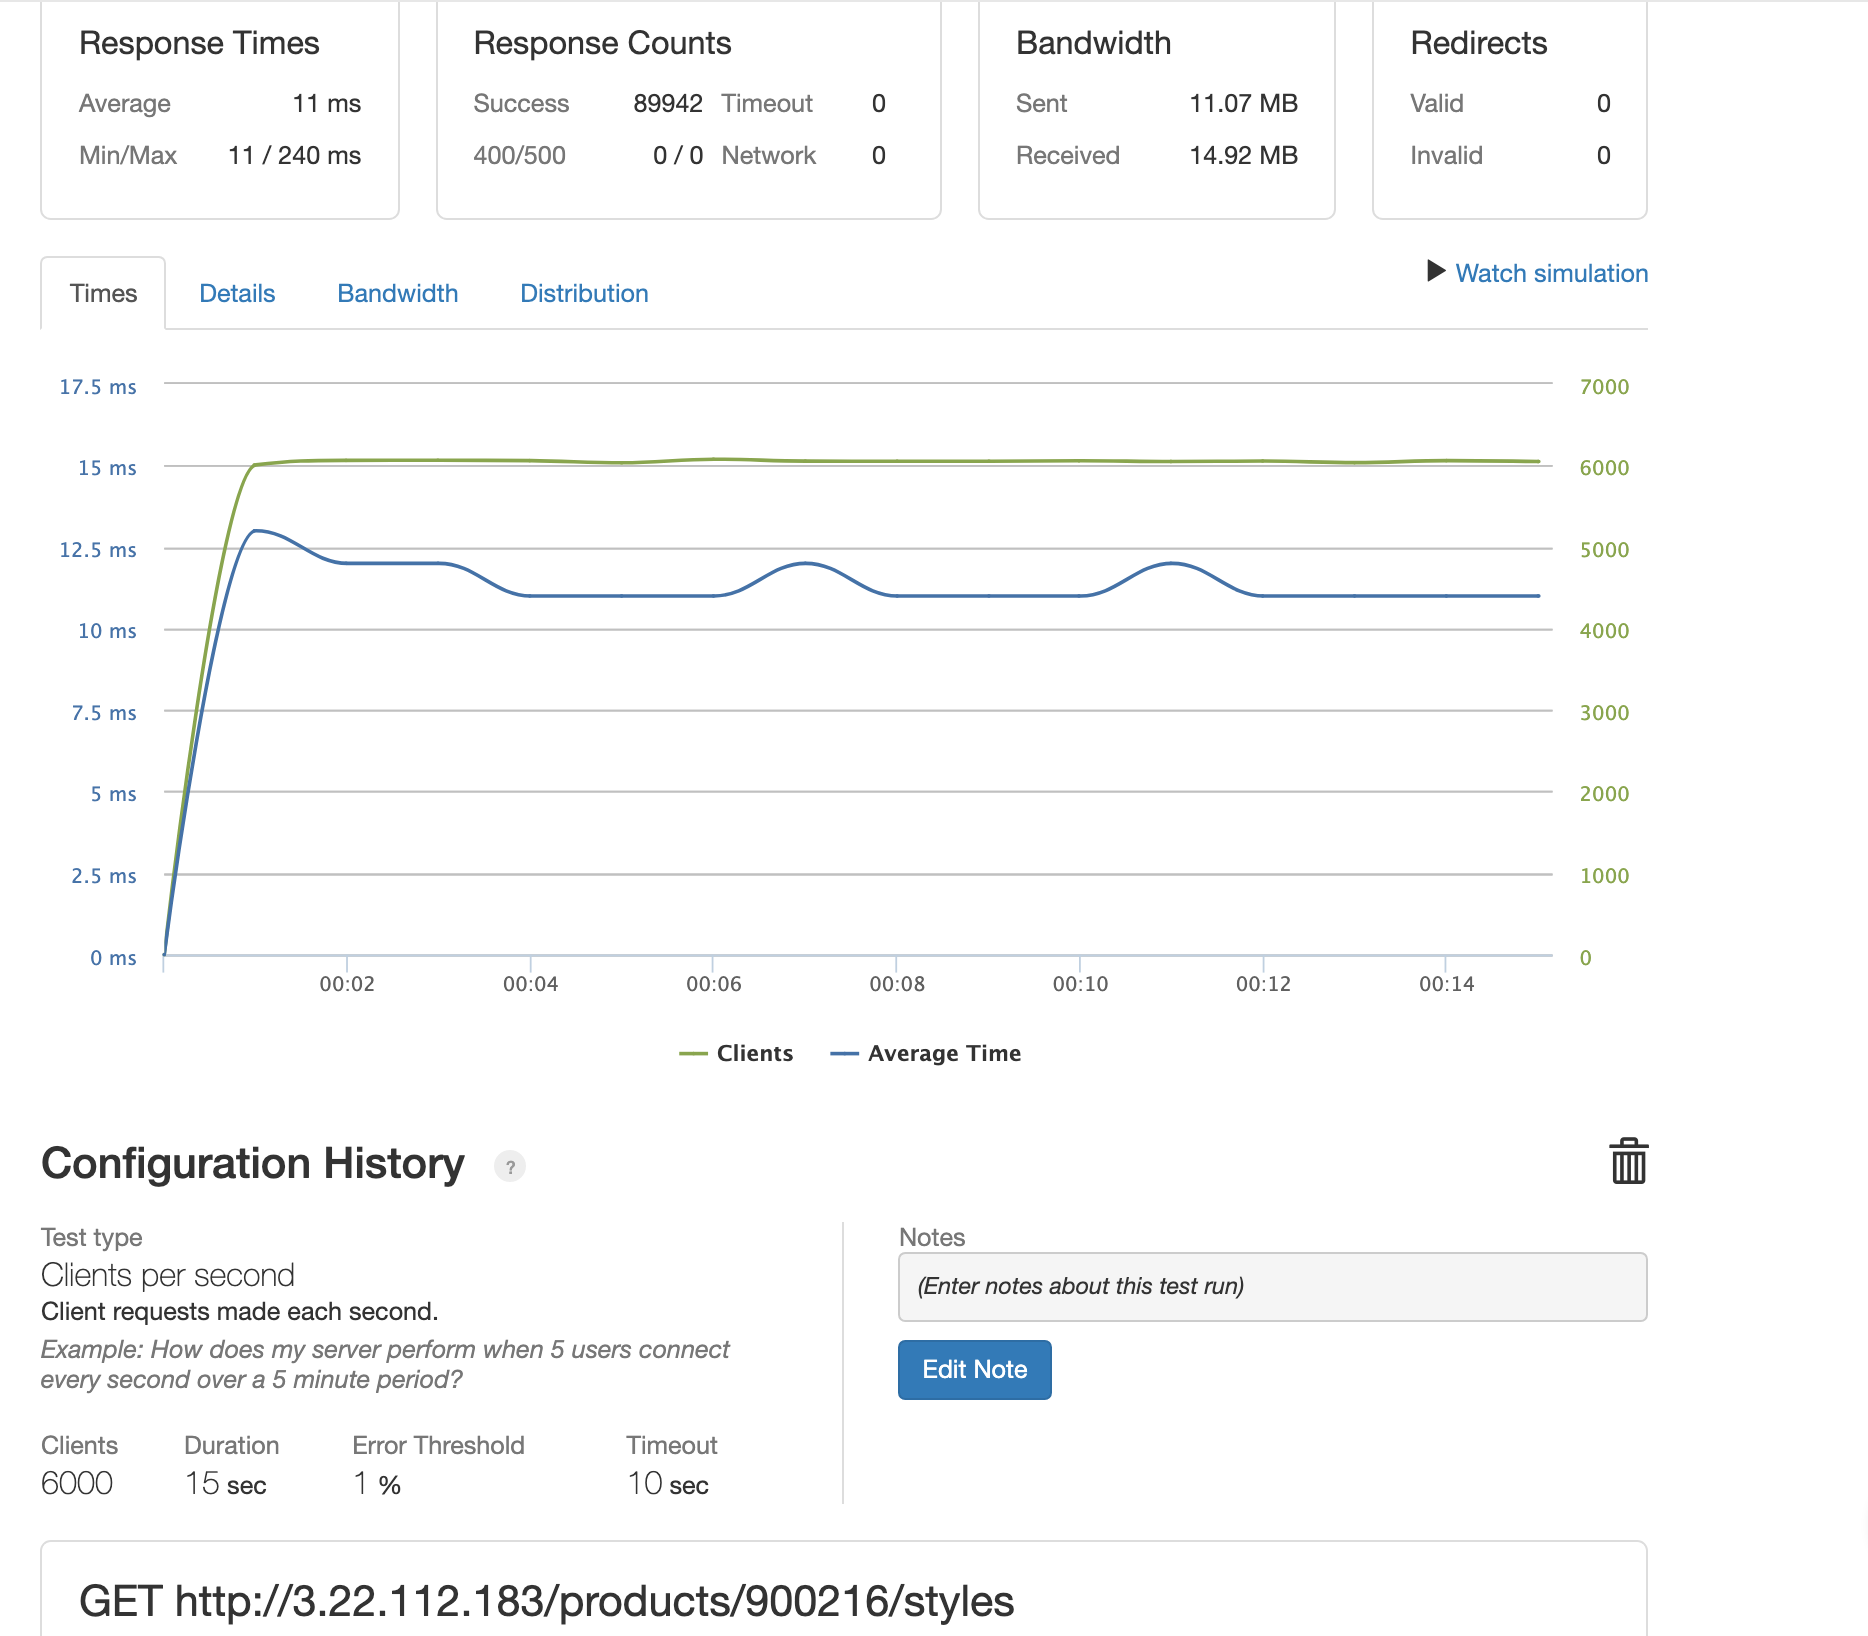 Response Times
Average 11 ms
Min/Max 11 / 240 ms
Response Counts
Success 89942 Timeout 0
400/500 0 / 0 Network 0
Bandwidth
Sent 11.07 MB
Received 14.92 MB
Redirects
Valid 0
Invalid 0
Times Details Bandwidth Distribution
Watch simulation
17.5 ms 7000
15 ms 6000
12.5 ms 5000
10 ms 4000
7.5 ms 3000
5 ms 2000
2.5 ms 1000
0 ms 0
00:02 00:04 00:06 00:08 00:10 00:12 00:14
Clients Average Time
Configuration History ?
Test type
Clients per second
Client requests made each second.
Example: How does my server perform when 5 users connect
every second over a 5 minute period?
Clients Duration Error Threshold Timeout
6000 15 sec 1 % 10 sec
Notes
(Enter notes about this test run)
Edit Note
GET http://3.22.112.183/products/900216/styles